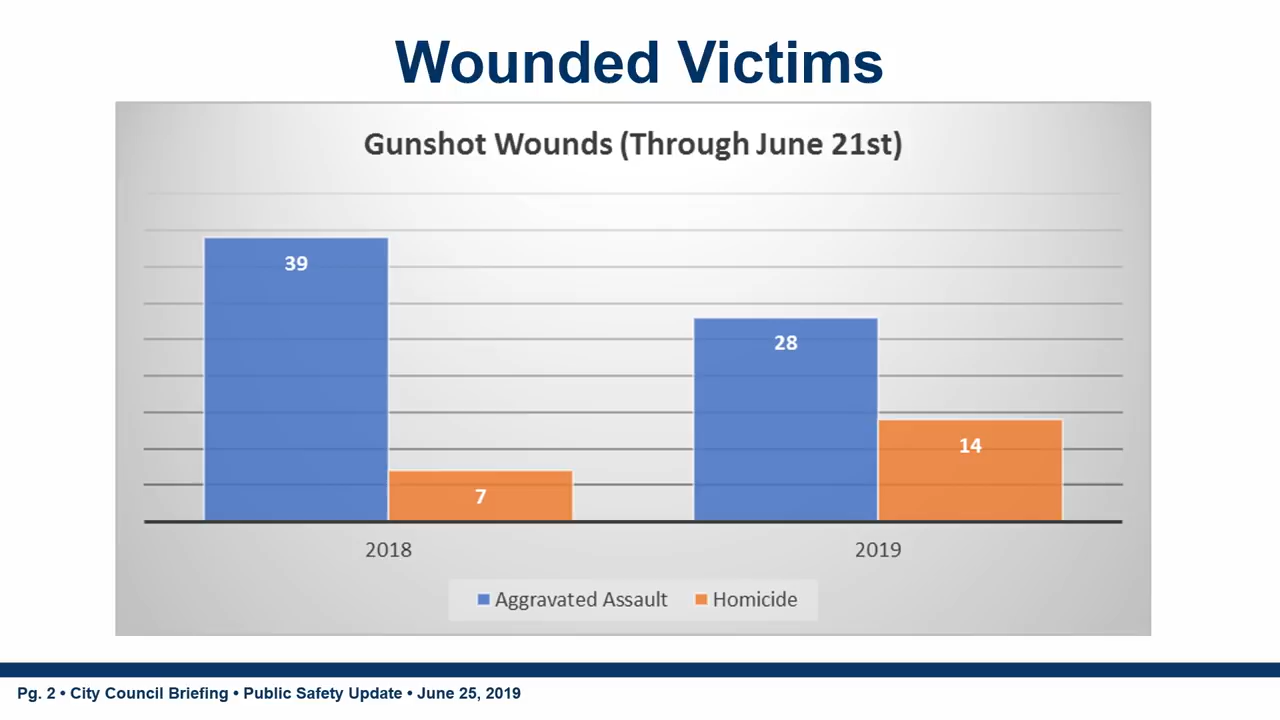 Wounded Victims
Gunshot Wounds (Through June 21st)
39
7
28
14
2018
2019
Aggravated Assault
Homicide
Pg. 2 • City Council Briefing • Public Safety Update • June 25, 2019